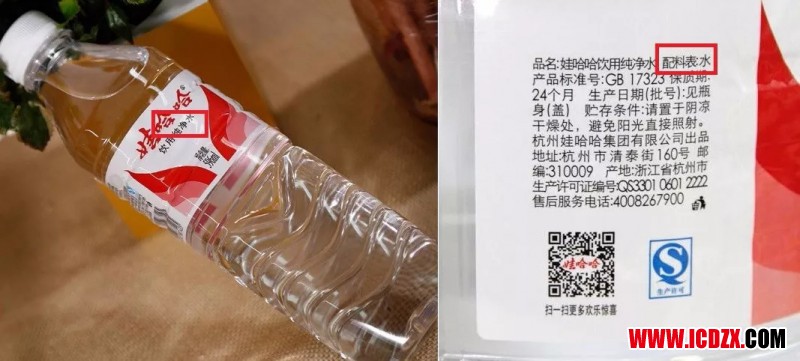 娃哈哈
饮用纯净水
品名:娃哈哈饮用纯净水 配料表:水
产品标准号:GB 17323 保质期:
24个月 生产日期(批号):见瓶
身(盖) 贮存条件:请置于阴凉
干燥处,避免阳光直接照射。
杭州娃哈哈集团有限公司出品
地址:杭州市清泰街160号 邮
编:310009 产地:浙江省杭州市
生产许可证编号:QS3301 0601 2222
售后服务电话:4008267900
娃哈哈
生产许可
扫一扫更多欢乐惊喜
WWW.ICDZX.COM